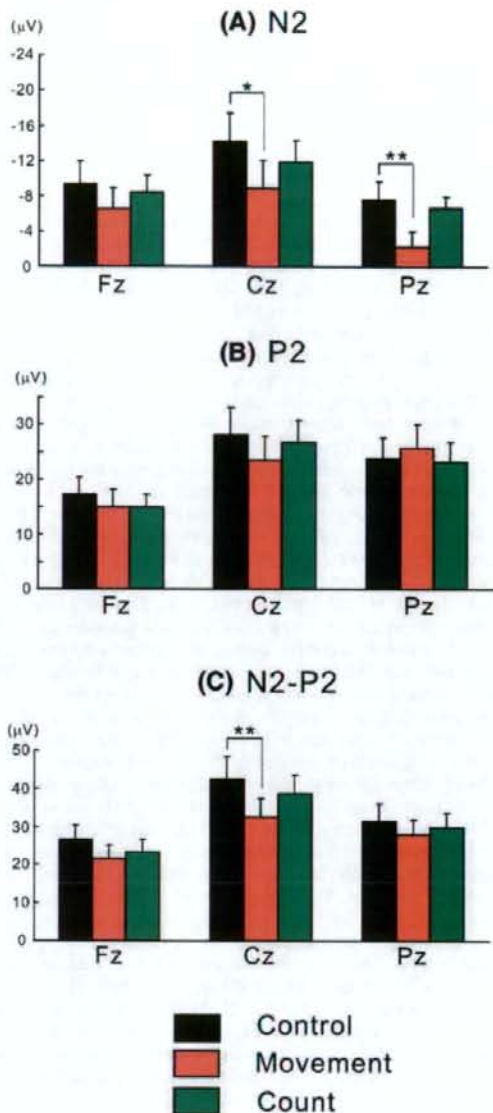 (A) N2
(μV)
-24
-20
-16
-12
-8
-4
0
*
**
Fz Cz Pz
(B) P2
(μV)
30
20
10
0
Fz Cz Pz
(C) N2-P2
(μV)
50
40
30
20
0
**
Fz Cz Pz
Control
Movement
Count